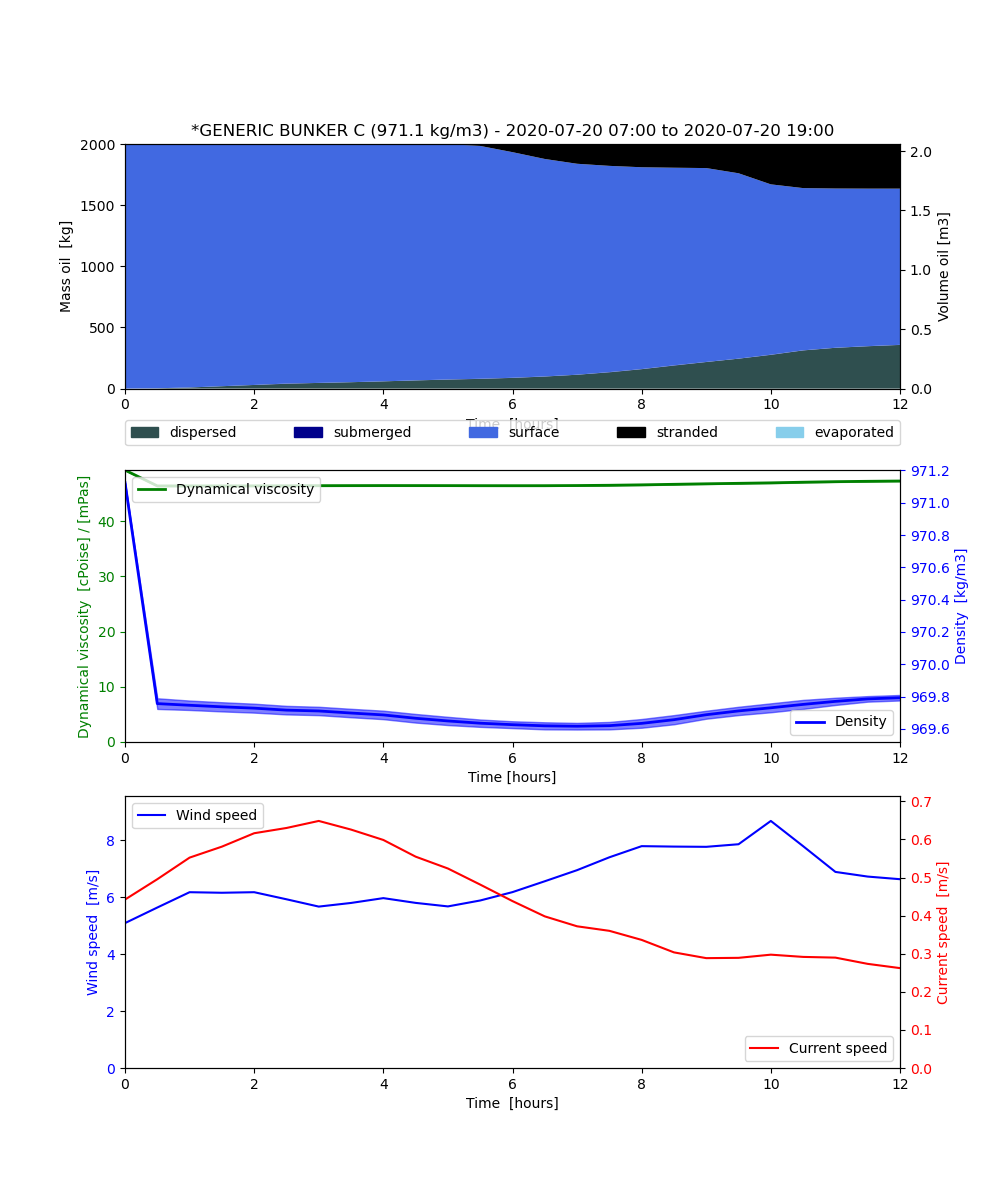 *GENERIC BUNKER C (971.1 kg/m3) - 2020-07-20 07:00 to 2020-07-20 19:00
2000
1500
1000
500
0
Mass oil [kg]
2.0
1.5
1.0
0.5
0.0
Volume oil [m3]
0 2 4 6 8 10 12
Time [hours]
dispersed submerged surface stranded evaporated
Dynamical viscosity
40
30
20
10
0
Dynamical viscosity [cPoise] / [mPas]
971.2
971.0
970.8
970.6
970.4
970.2
970.0
969.8
969.6
Density [kg/m3]
Density
0 2 4 6 8 10 12
Time [hours]
Wind speed
8
6
4
2
0
Wind speed [m/s]
0.7
0.6
0.5
0.4
0.3
0.2
0.1
0.0
Current speed [m/s]
Current speed
0 2 4 6 8 10 12
Time [hours]